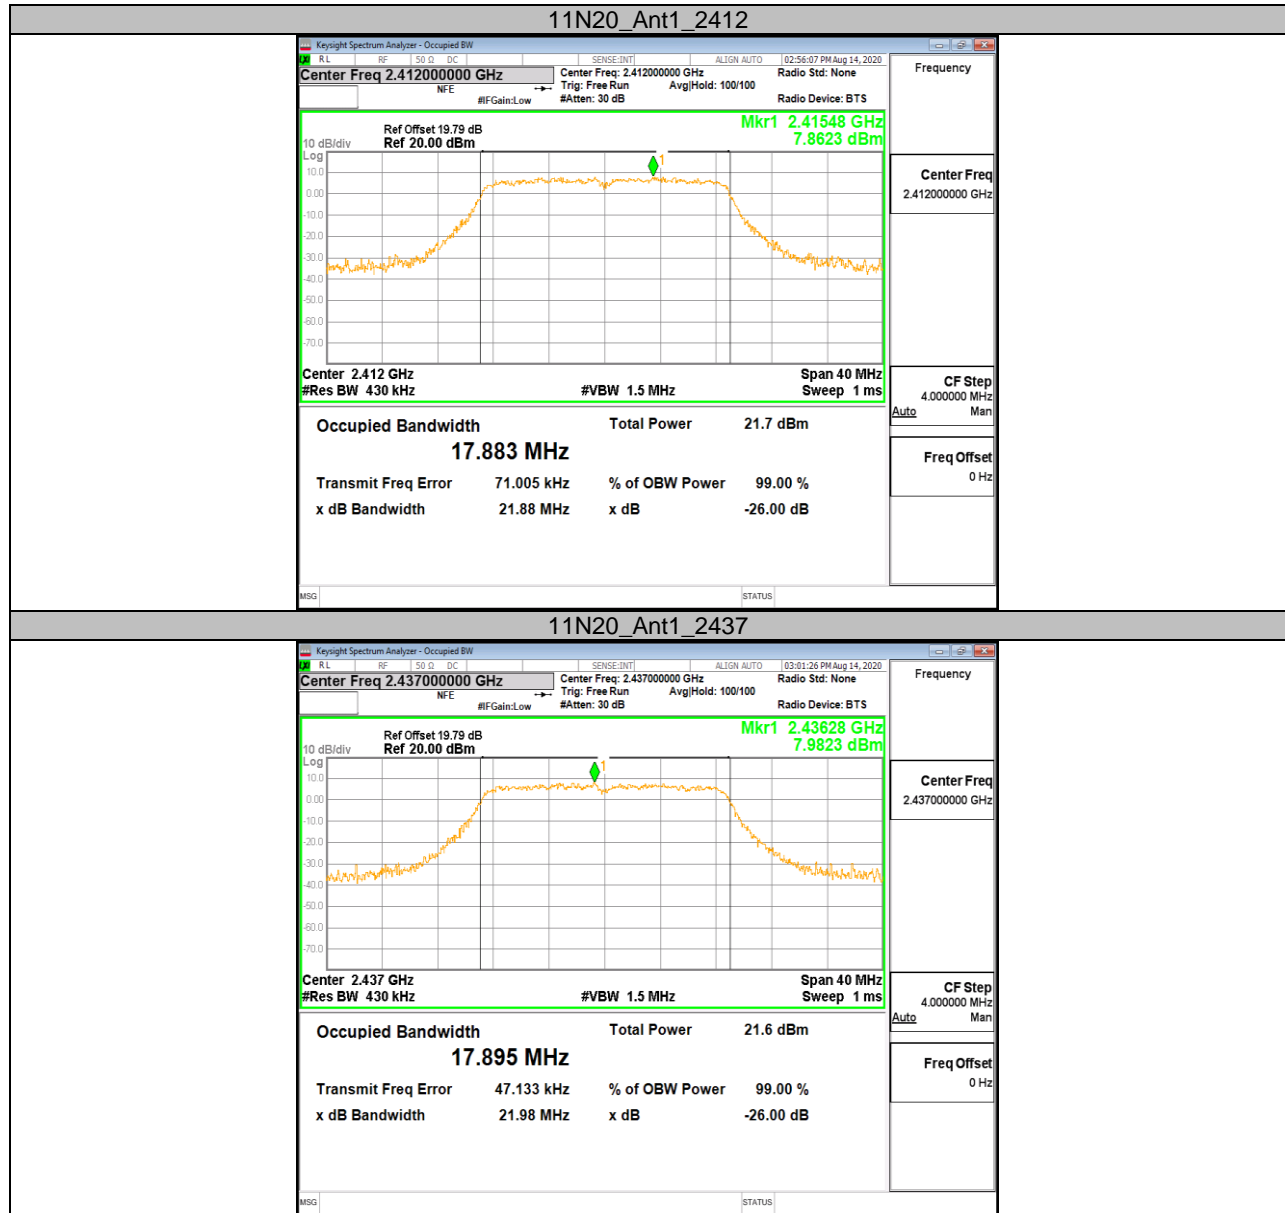 11N20_Ant1_2412
Keysight Spectrum Analyzer - Occupied BW
RL RF 50 Ω DC SENSE:INT ALIGN AUTO 02:56:07 PM Aug 14, 2020
Center Freq 2.412000000 GHz Center Freq: 2.412000000 GHz Radio Std: None Frequency
NFE Trig: Free Run Avg|Hold: 100/100
#IFGain:Low #Atten: 30 dB Radio Device: BTS
Mkr1 2.41548 GHz
Ref Offset 19.79 dB
10 dB/div Ref 20.00 dBm 7.8623 dBm
Log
1
10.0
0.00
-10.0
-20.0
-30.0
-40.0
-50.0
-60.0
-70.0
Center Freq
2.412000000 GHz
Center 2.412 GHz Span 40 MHz
#Res BW 430 kHz #VBW 1.5 MHz Sweep 1 ms
CF Step
4.000000 MHz
Auto Man
Occupied Bandwidth Total Power 21.7 dBm
17.883 MHz
Freq Offset
0 Hz
Transmit Freq Error 71.005 kHz % of OBW Power 99.00 %
x dB Bandwidth 21.88 MHz x dB -26.00 dB
MSG STATUS
11N20_Ant1_2437
Keysight Spectrum Analyzer - Occupied BW
RL RF 50 Ω DC SENSE:INT ALIGN AUTO 03:01:26 PM Aug 14, 2020
Center Freq 2.437000000 GHz Center Freq: 2.437000000 GHz Radio Std: None Frequency
NFE Trig: Free Run Avg|Hold: 100/100
#IFGain:Low #Atten: 30 dB Radio Device: BTS
Mkr1 2.43628 GHz
Ref Offset 19.79 dB
10 dB/div Ref 20.00 dBm 7.9823 dBm
Log
1
10.0
0.00
-10.0
-20.0
-30.0
-40.0
-50.0
-60.0
-70.0
Center Freq
2.437000000 GHz
Center 2.437 GHz Span 40 MHz
#Res BW 430 kHz #VBW 1.5 MHz Sweep 1 ms
CF Step
4.000000 MHz
Auto Man
Occupied Bandwidth Total Power 21.6 dBm
17.895 MHz
Freq Offset
0 Hz
Transmit Freq Error 47.133 kHz % of OBW Power 99.00 %
x dB Bandwidth 21.98 MHz x dB -26.00 dB
MSG STATUS